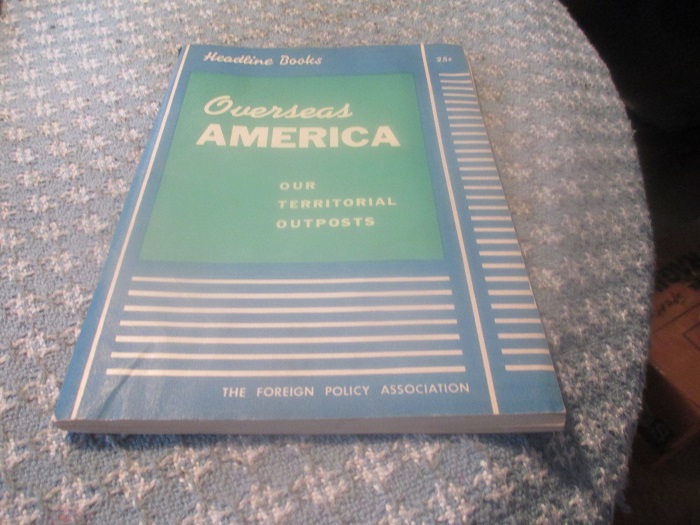 Headline Books
25¢
Overseas
AMERICA
OUR
TERRITORIAL
OUTPOSTS
THE FOREIGN POLICY ASSOCIATION